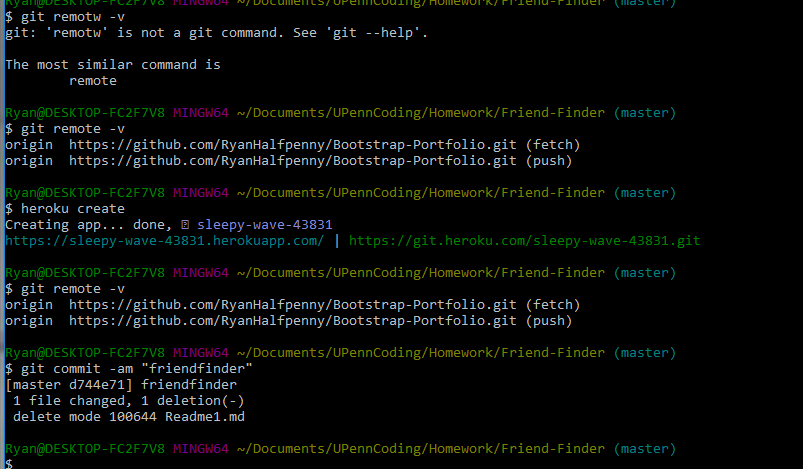 Ryan@DESKTOP-FC2F7V8 MINGW64 ~/Documents/UPennCoding/Homework/Friend-Finder (master)
$ git remotw -v
git: 'remotw' is not a git command. See 'git --help'.
The most similar command is
remote
Ryan@DESKTOP-FC2F7V8 MINGW64 ~/Documents/UPennCoding/Homework/Friend-Finder (master)
$ git remote -v
origin  https://github.com/RyanHalfpenny/Bootstrap-Portfolio.git (fetch)
origin  https://github.com/RyanHalfpenny/Bootstrap-Portfolio.git (push)
Ryan@DESKTOP-FC2F7V8 MINGW64 ~/Documents/UPennCoding/Homework/Friend-Finder (master)
$ heroku create
Creating app... done, sleepy-wave-43831
https://sleepy-wave-43831.herokuapp.com/ | https://git.heroku.com/sleepy-wave-43831.git
Ryan@DESKTOP-FC2F7V8 MINGW64 ~/Documents/UPennCoding/Homework/Friend-Finder (master)
$ git remote -v
origin  https://github.com/RyanHalfpenny/Bootstrap-Portfolio.git (fetch)
origin  https://github.com/RyanHalfpenny/Bootstrap-Portfolio.git (push)
Ryan@DESKTOP-FC2F7V8 MINGW64 ~/Documents/UPennCoding/Homework/Friend-Finder (master)
$ git commit -am "friendfinder"
[master d744e71] friendfinder
1 file changed, 1 deletion(-)
delete mode 100644 Readme1.md
Ryan@DESKTOP-FC2F7V8 MINGW64 ~/Documents/UPennCoding/Homework/Friend-Finder (master)
$